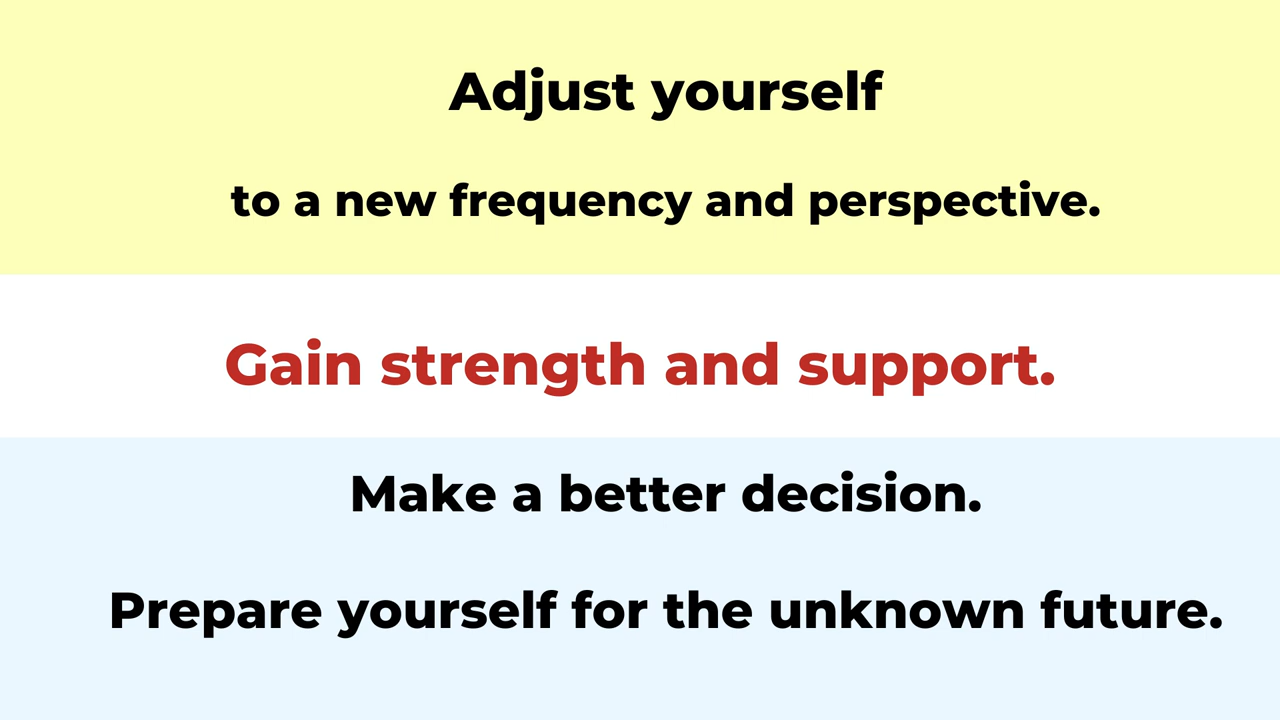 Adjust yourself
to a new frequency and perspective.
Gain strength and support.
Make a better decision.
Prepare yourself for the unknown future.